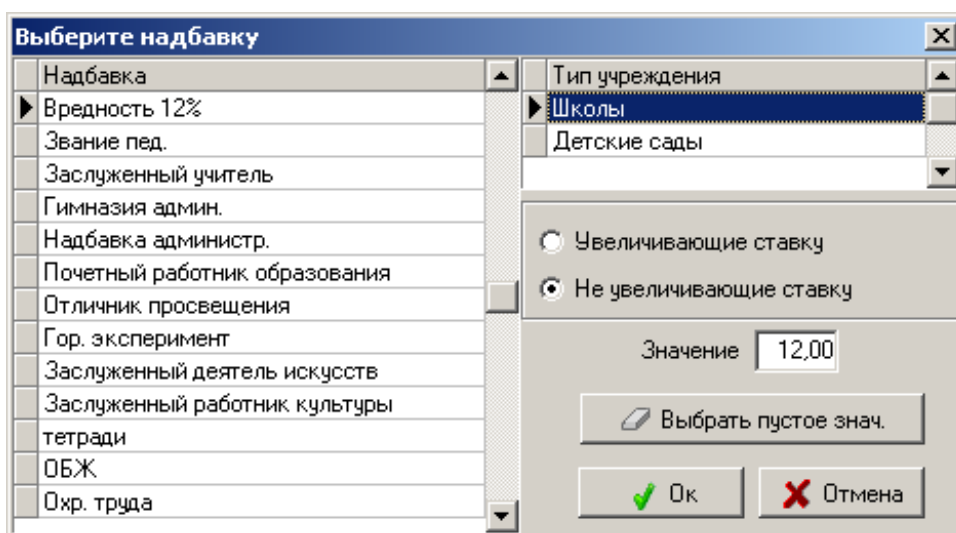 Выберите надбавку
Надбавка
Вредность 12%
Звание пед.
Заслуженный учитель
Гимназия админ.
Надбавка администр.
Почетный работник образования
Отличник просвещения
Гор. эксперимент
Заслуженный деятель искусств
Заслуженный работник культуры
тетради
ОБЖ
Охр. труда
Тип учреждения
Школы
Детские сады
Увеличивающие ставку
Не увеличивающие ставку
Значение 12,00
Выбрать пустое знач.
Ок Отмена